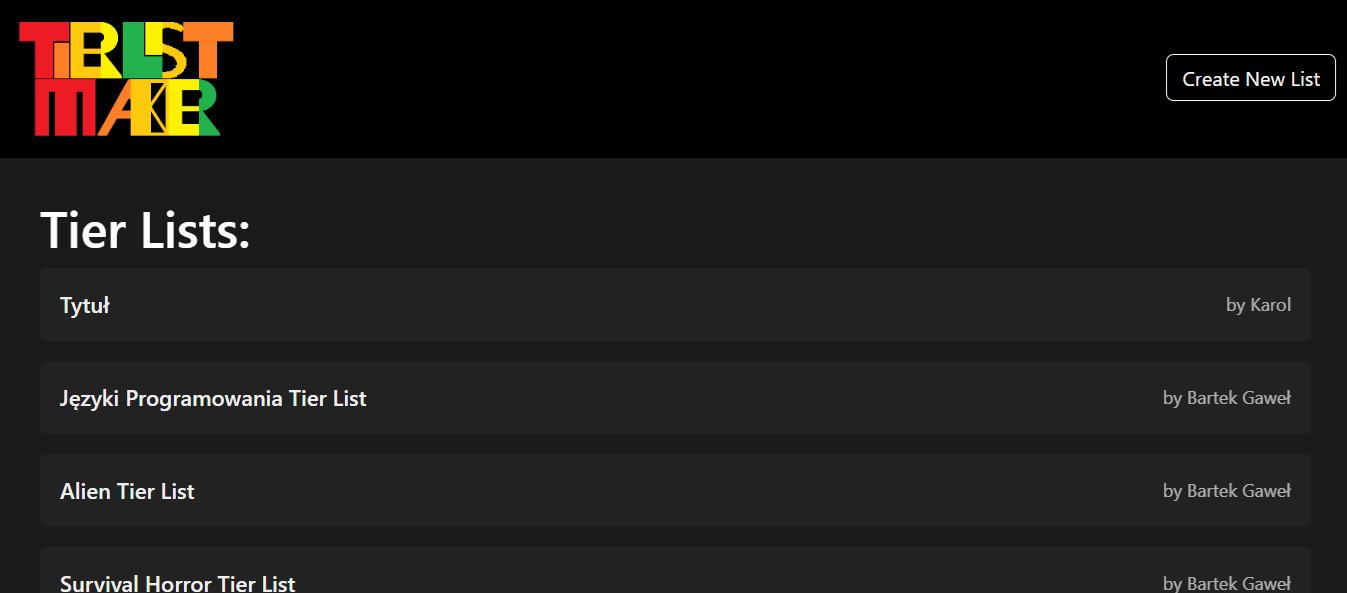 TIERLIST
MAKER
Create New List
Tier Lists:
Tytuł
by Karol
Języki Programowania Tier List
by Bartek Gaweł
Alien Tier List
by Bartek Gaweł
Survival Horror Tier List
by Bartek Gaweł